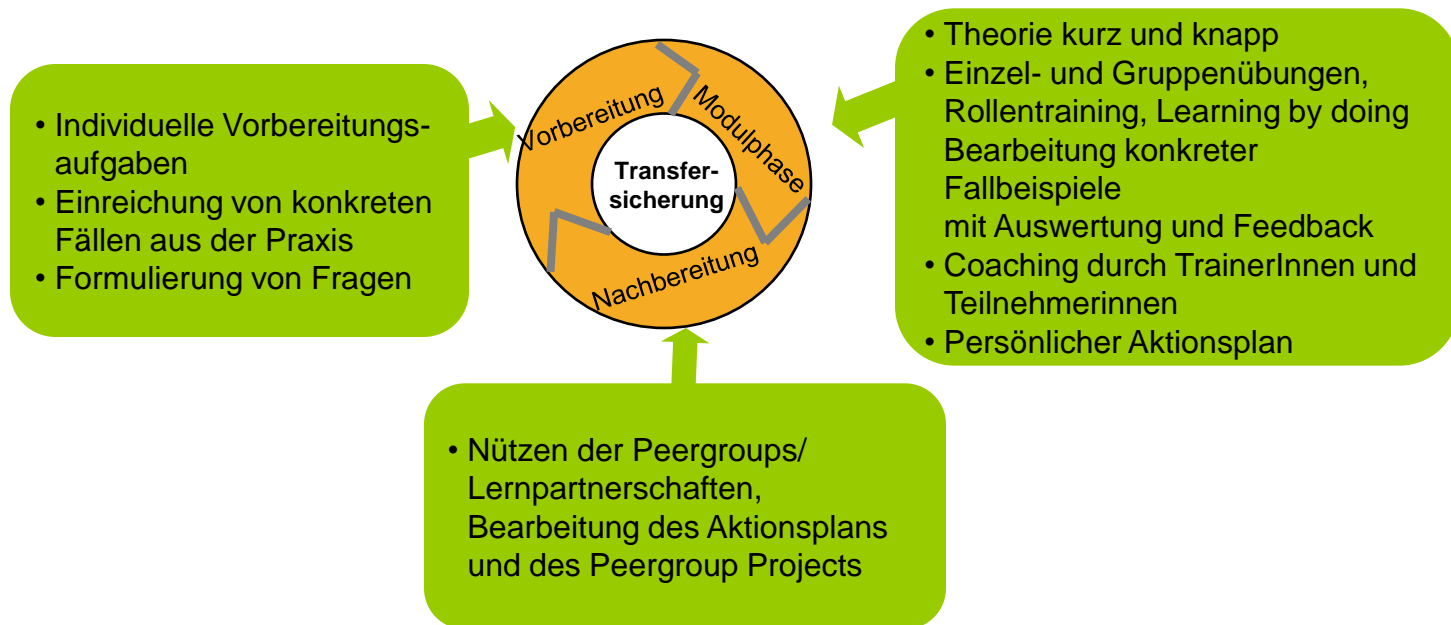 • Individuelle Vorbereitungs-
aufgaben
• Einreichung von konkreten
Fällen aus der Praxis
• Formulierung von Fragen
Vorbereitung
Modulphase
Nachbereitung
Transfer-
sicherung
• Theorie kurz und knapp
• Einzel- und Gruppenübungen,
Rollentraining, Learning by doing
Bearbeitung konkreter
Fallbeispiele
mit Auswertung und Feedback
• Coaching durch TrainerInnen und
Teilnehmerinnen
• Persönlicher Aktionsplan
• Nützen der Peergroups/
Lernpartnerschaften,
Bearbeitung des Aktionsplans
und des Peergroup Projects